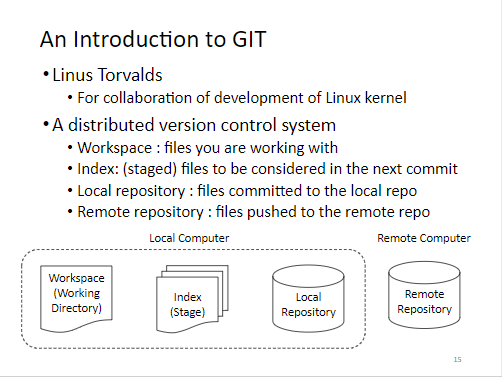 An Introduction to GIT
• Linus Torvalds
• For collaboration of development of Linux kernel
• A distributed version control system
• Workspace : files you are working with
• Index: (staged) files to be considered in the next commit
• Local repository : files committed to the local repo
• Remote repository : files pushed to the remote repo
Local Computer
Remote Computer
Workspace
(Working
Directory)
Index
(Stage)
Local
Repository
Remote
Repository
15